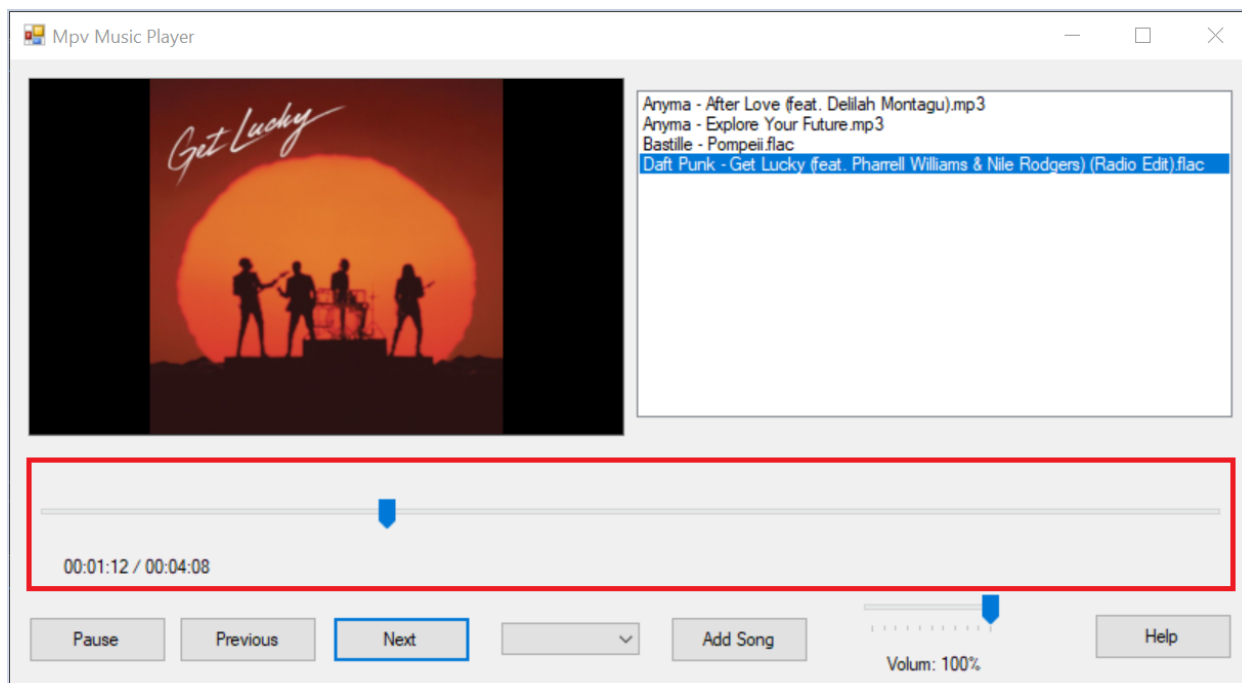 Mpv Music Player
Get Lucky
Anyma - After Love (feat. Delilah Montagu).mp3
Anyma - Explore Your Future.mp3
Bastille - Pompeii.flac
Daft Punk - Get Lucky (feat. Pharrell Williams & Nile Rodgers) (Radio Edit).flac
00:01:12 / 00:04:08
Pause
Previous
Next
Add Song
Volum: 100%
Help